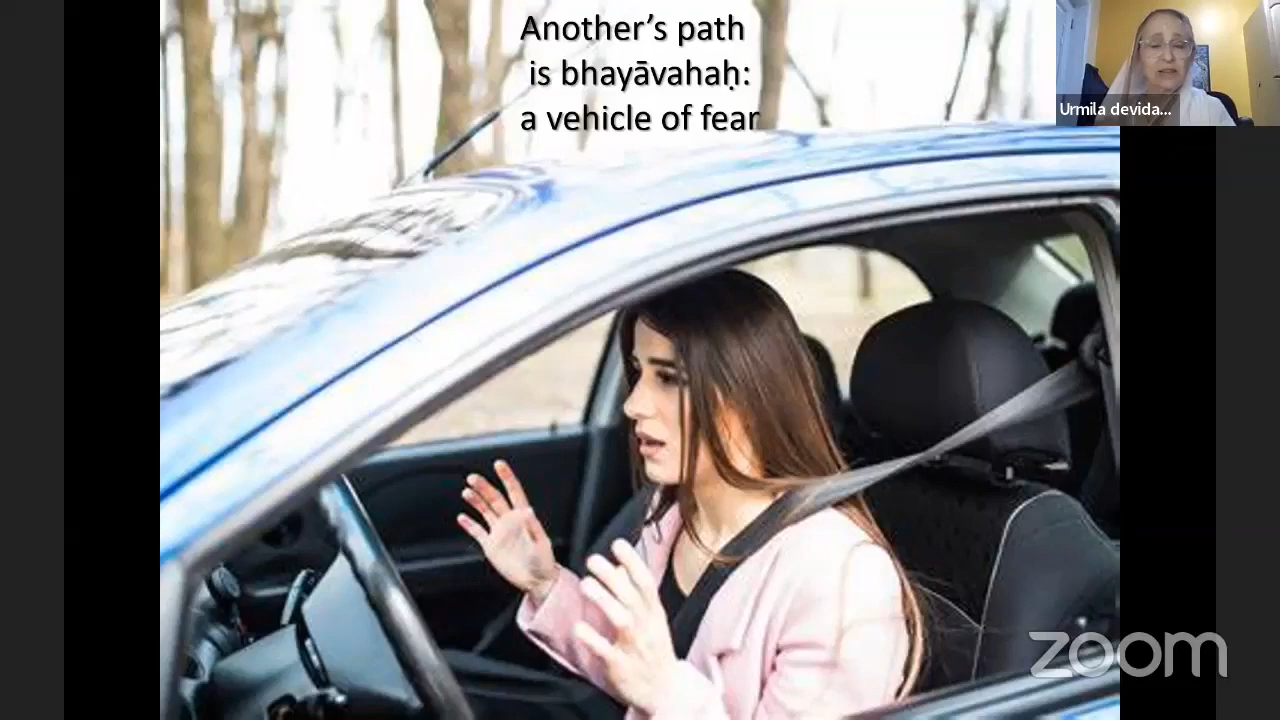 Another’s path
is bhayāvahaḥ:
a vehicle of fear
Urmila devida...
zoom